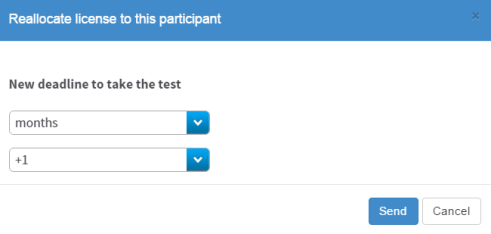 Reallocate license to this participant ×
New deadline to take the test
months
+1
Send Cancel